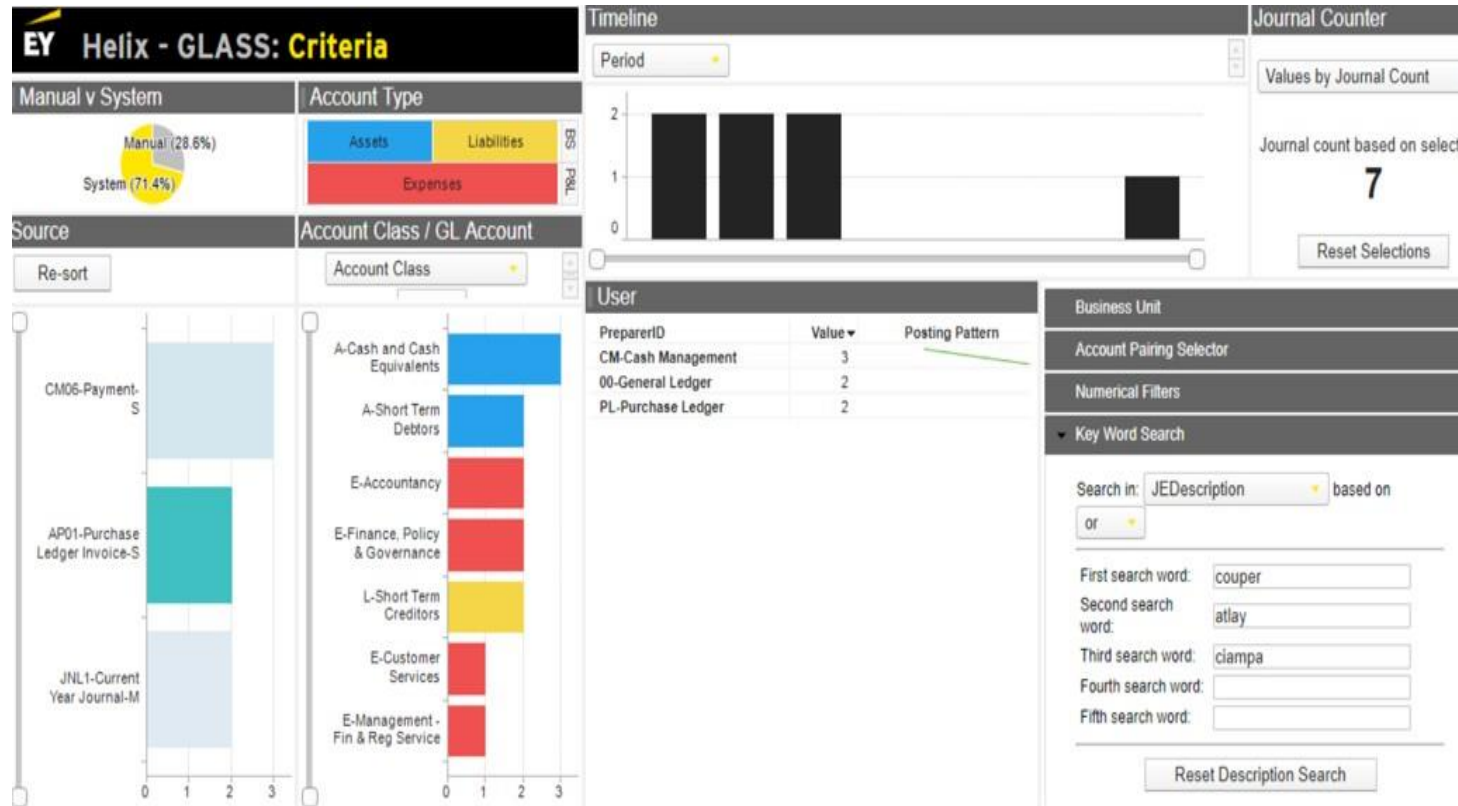 EY Helix - GLASS: Criteria
Manual v System
Manual (28.6%)
System (71.4%)
Account Type
Assets
Liabilities
BS
Expenses
P&L
Source
Re-sort
CM06-Payment-
S
AP01-Purchase
Ledger Invoice-S
JNL1-Current
Year Journal-M
0 1 2 3
Account Class / GL Account
Account Class
A-Cash and Cash
Equivalents
A-Short Term
Debtors
E-Accountancy
E-Finance, Policy
& Governance
L-Short Term
Creditors
E-Customer
Services
E-Management -
Fin & Reg Service
0 1 2 3
Timeline
Period
2
1
0
Journal Counter
Values by Journal Count
Journal count based on select
7
Reset Selections
User
PreparerID Value Posting Pattern
CM-Cash Management 3
00-General Ledger 2
PL-Purchase Ledger 2
Business Unit
Account Pairing Selector
Numerical Filters
Key Word Search
Search in: JEDescription based on
or
First search word: couper
Second search
word: atlay
Third search word: ciampa
Fourth search word:
Fifth search word:
Reset Description Search